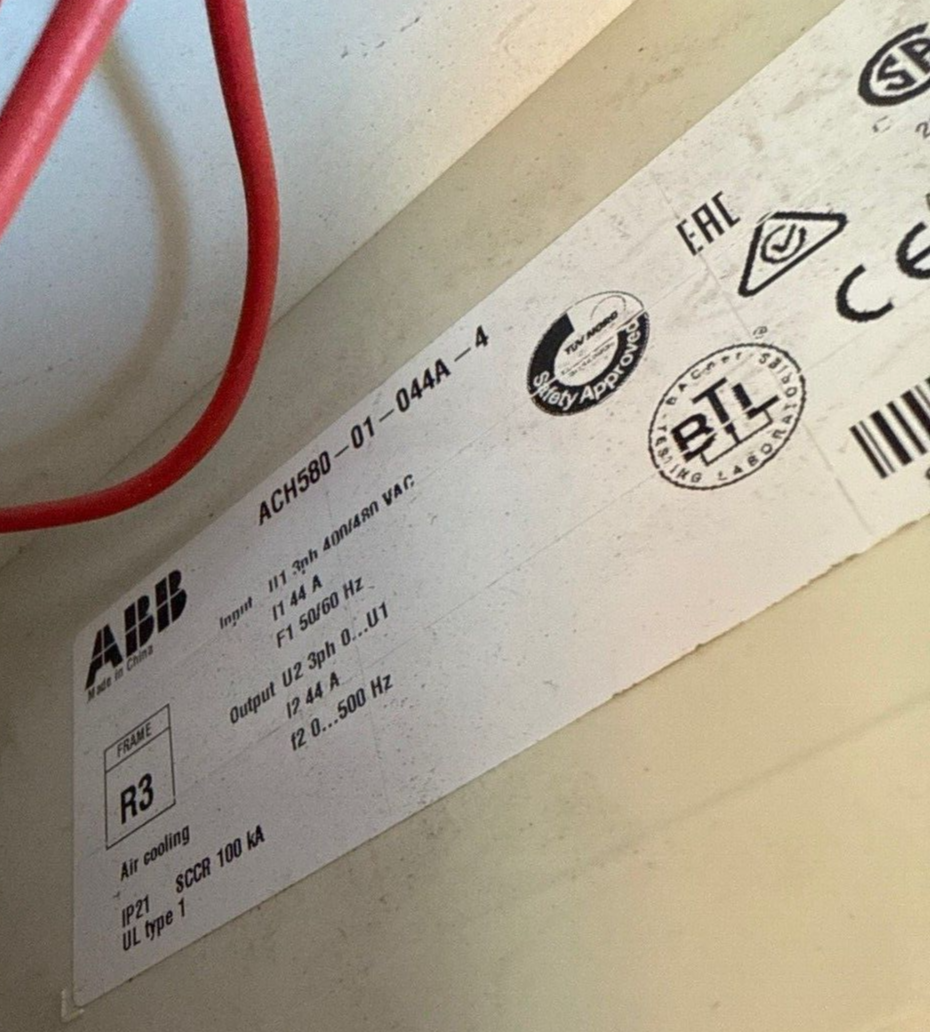 ACH580-01-044A-4
ABB
Made in China
Input U1 3ph 400/480 VAC
I1 44 A
F1 50/60 Hz
Output U2 3ph 0...U1
I2 44 A
f2 0...500 Hz
FRAME
R3
Air cooling
IP21 SCCR 100 kA
UL type 1
TÜV NORD
Safety Approved
EAC
BTL
BACnet TESTING LABORATORIES
®
CE